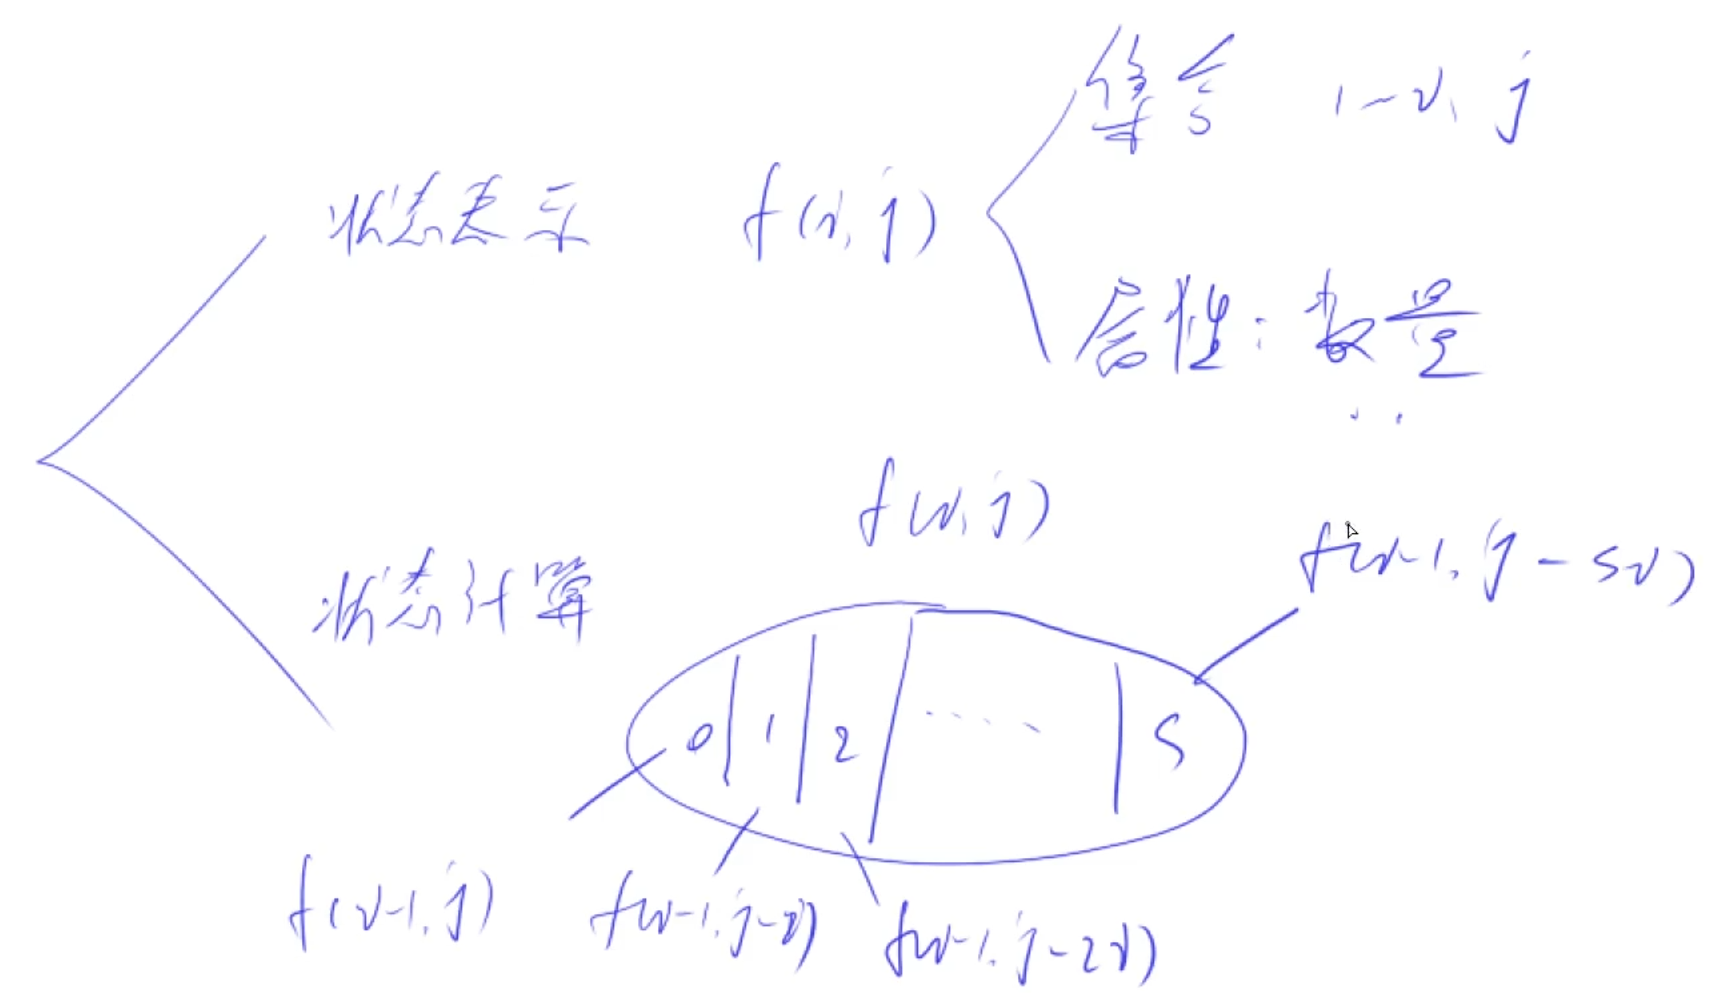 集合 1~i, j
状态表示 f(i, j)
属性:数量
f(i, j)
f(i-1, j-si)
状态计算
0 1 2 ..... s
f(i-1, j) f(i-1, j-i) f(i-1, j-2i)